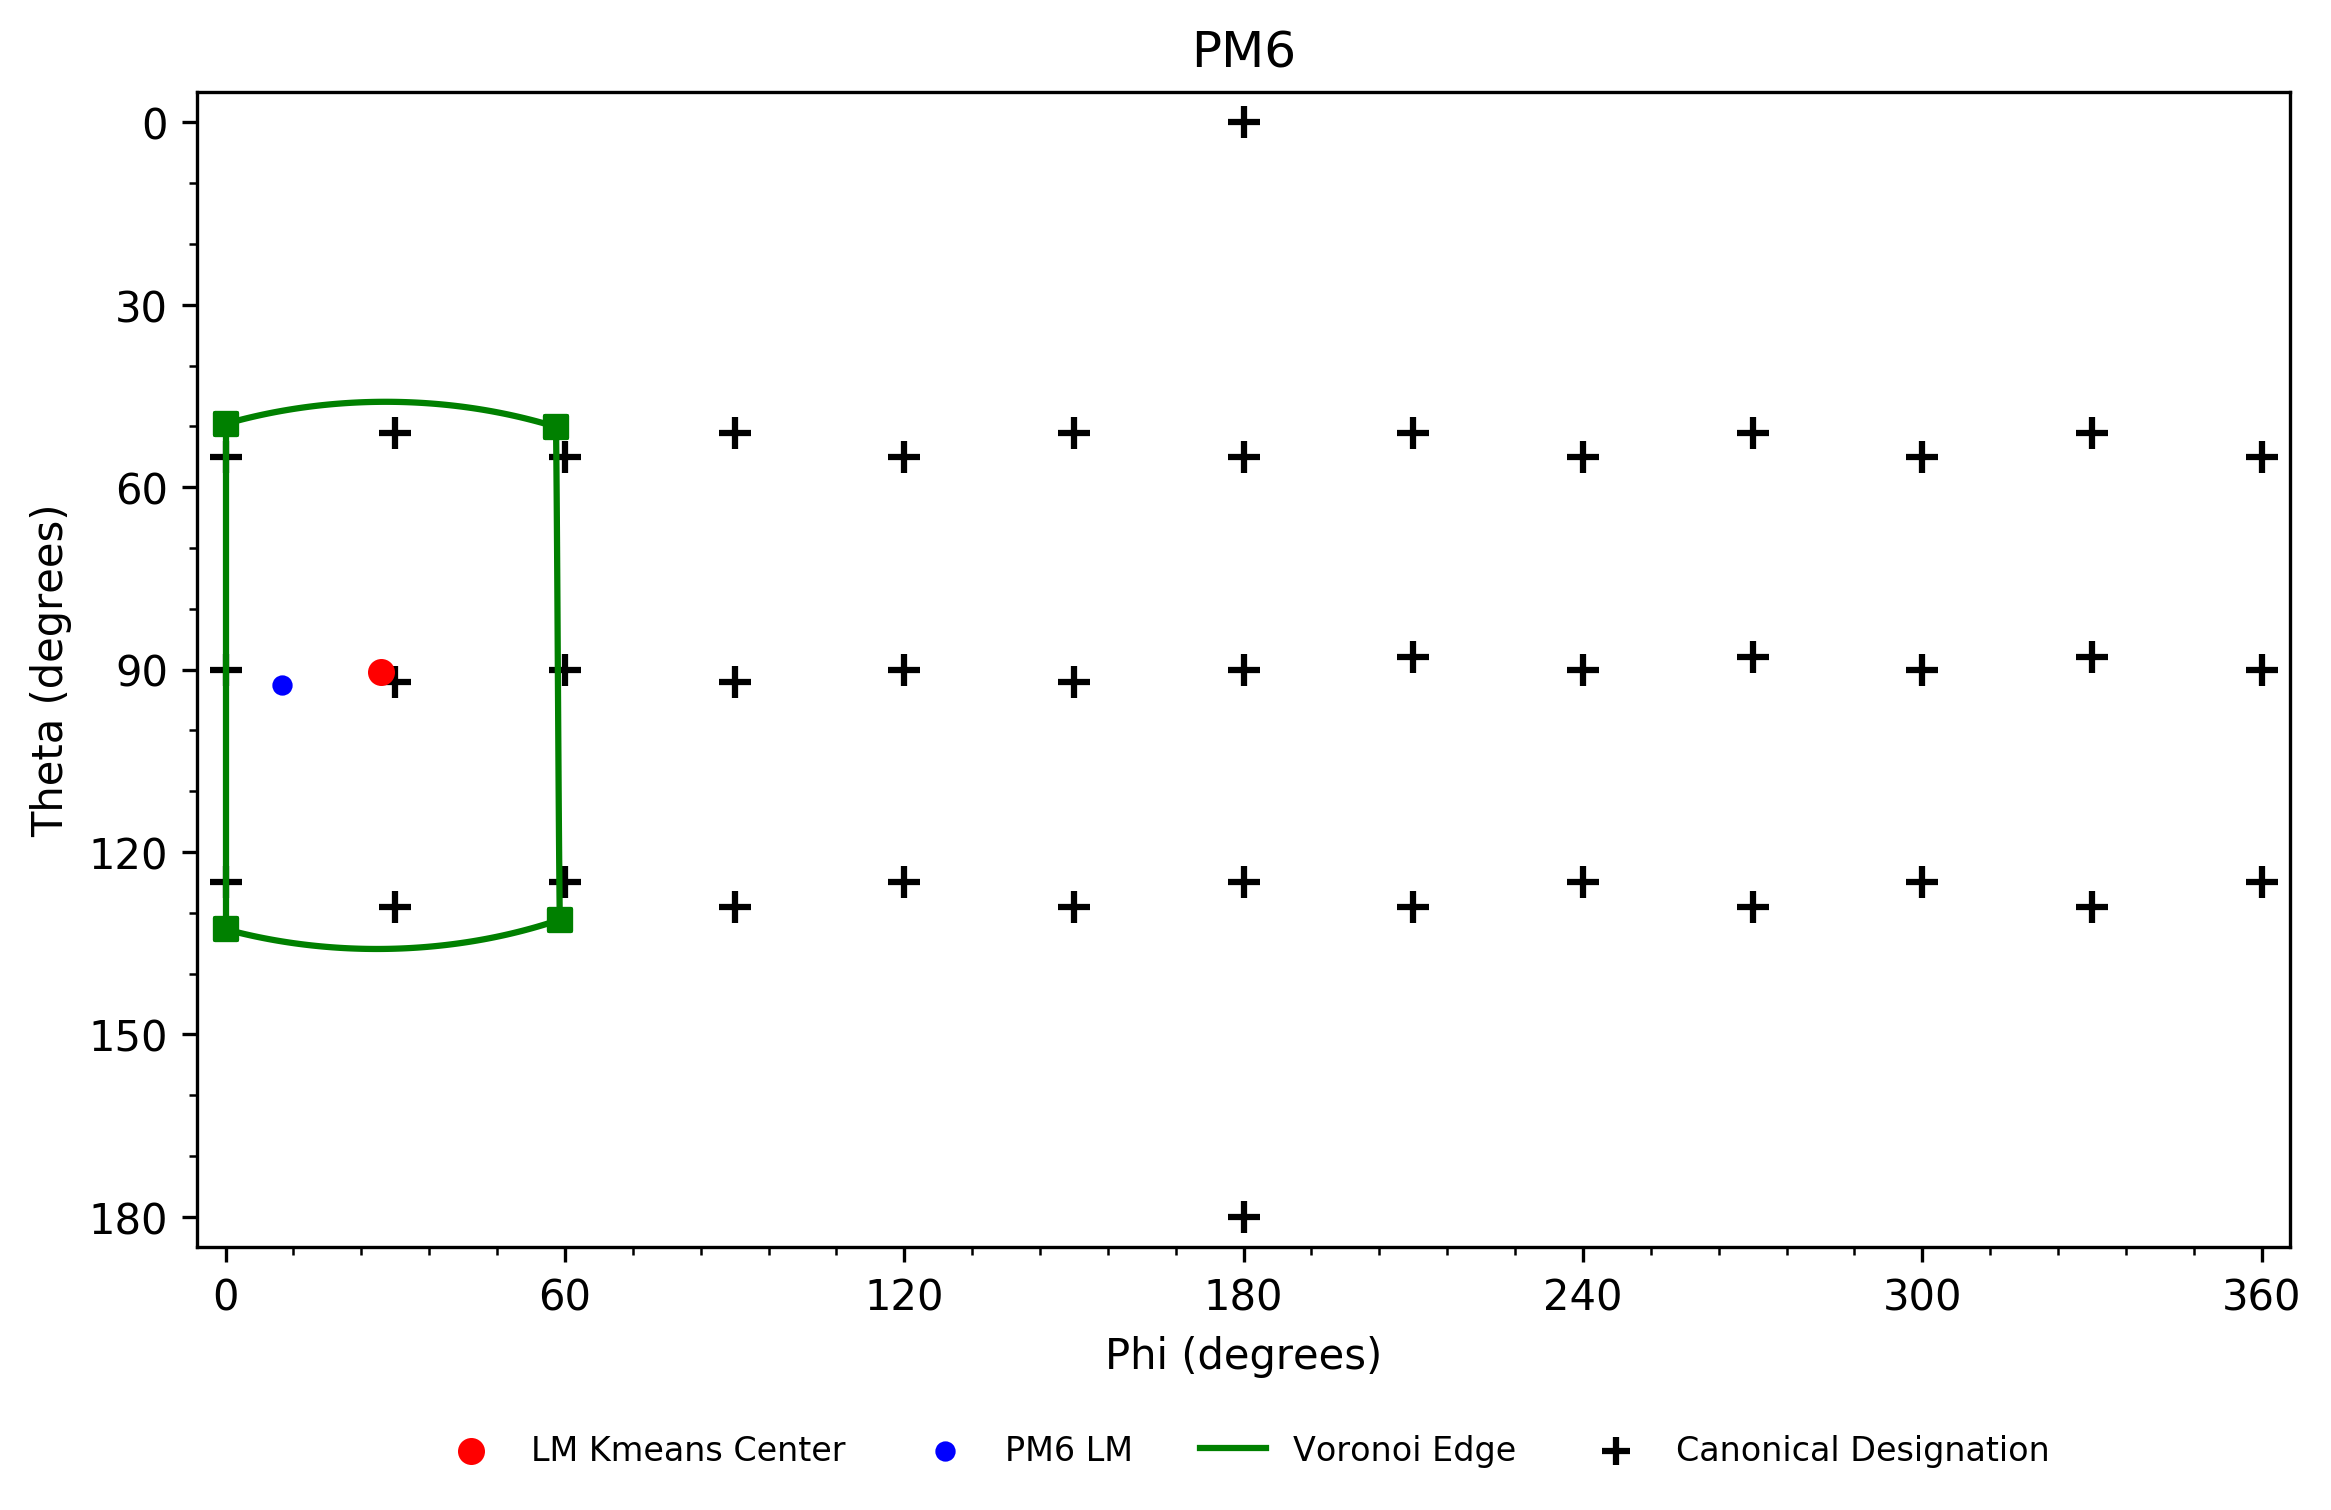 PM6
0
30
60
90
120
150
180
Theta (degrees)
0 60 120 180 240 300 360
Phi (degrees)
LM Kmeans Center PM6 LM Voronoi Edge Canonical Designation